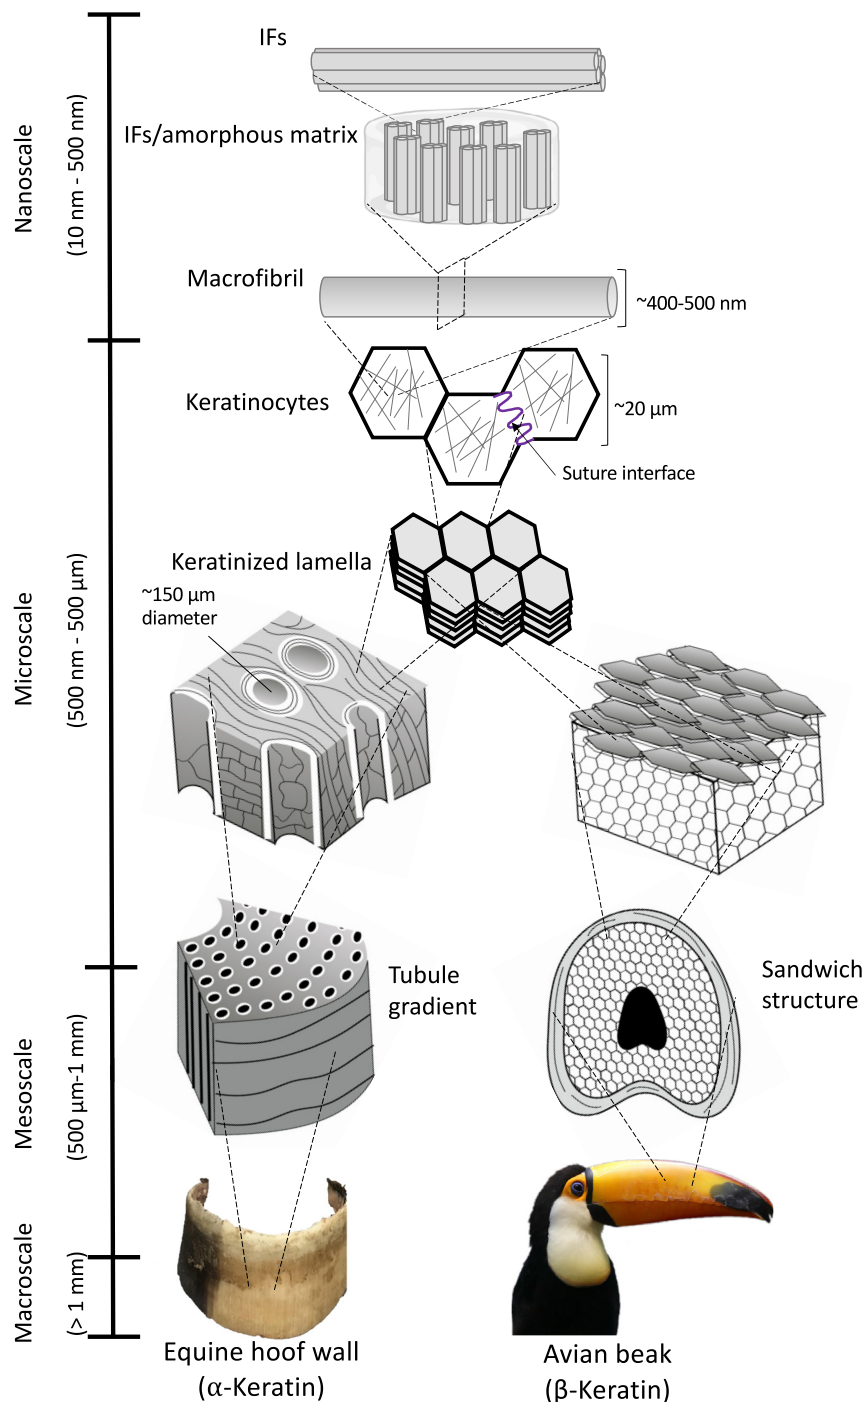 IFs
IFs/amorphous matrix
Nanoscale
(10 nm - 500 nm)
Macrofibril
~400-500 nm
Keratinocytes
~20 µm
Suture interface
Keratinized lamella
~150 µm
diameter
Microscale
(500 nm - 500 µm)
Tubule
gradient
Sandwich
structure
Mesoscale
(500 µm-1 mm)
Macroscale
(> 1 mm)
Equine hoof wall
(α-Keratin)
Avian beak
(β-Keratin)